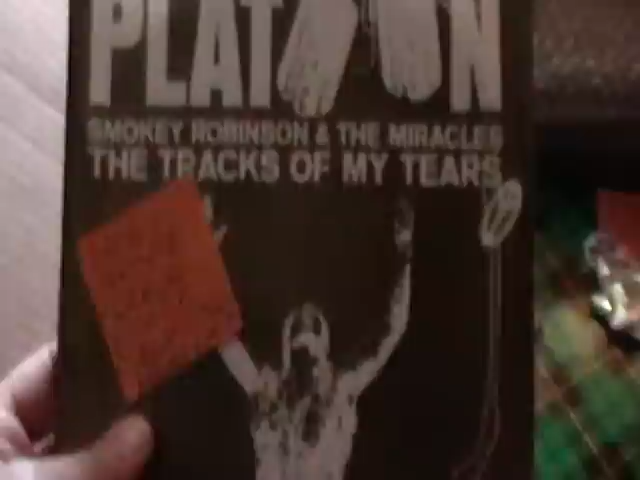 PLATOON
SMOKEY ROBINSON & THE MIRACLES
THE TRACKS OF MY TEARS